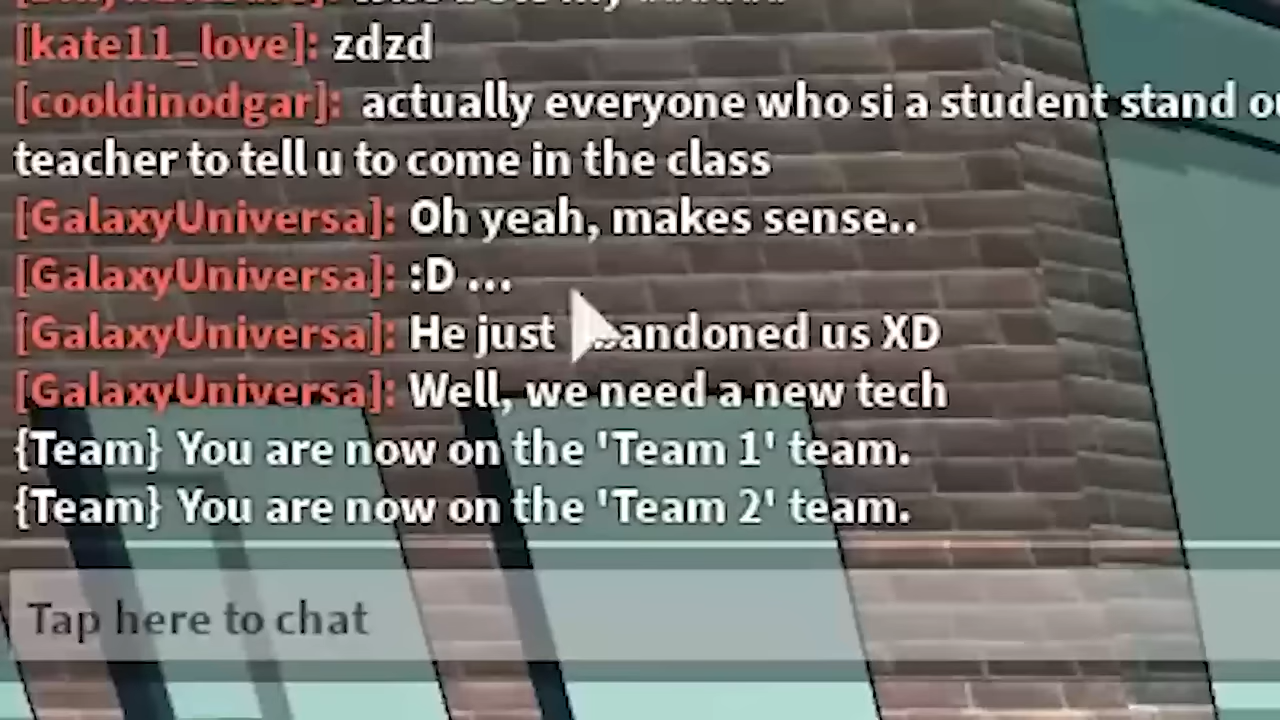 [kate11_love]: zdzd
[cooldinodgar]: actually everyone who si a student stand
teacher to tell u to come in the class
[GalaxyUniversa]: Oh yeah, makes sense..
[GalaxyUniversa]: :D ...
[GalaxyUniversa]: He just abandoned us XD
[GalaxyUniversa]: Well, we need a new tech
{Team} You are now on the 'Team 1' team.
{Team} You are now on the 'Team 2' team.
Tap here to chat